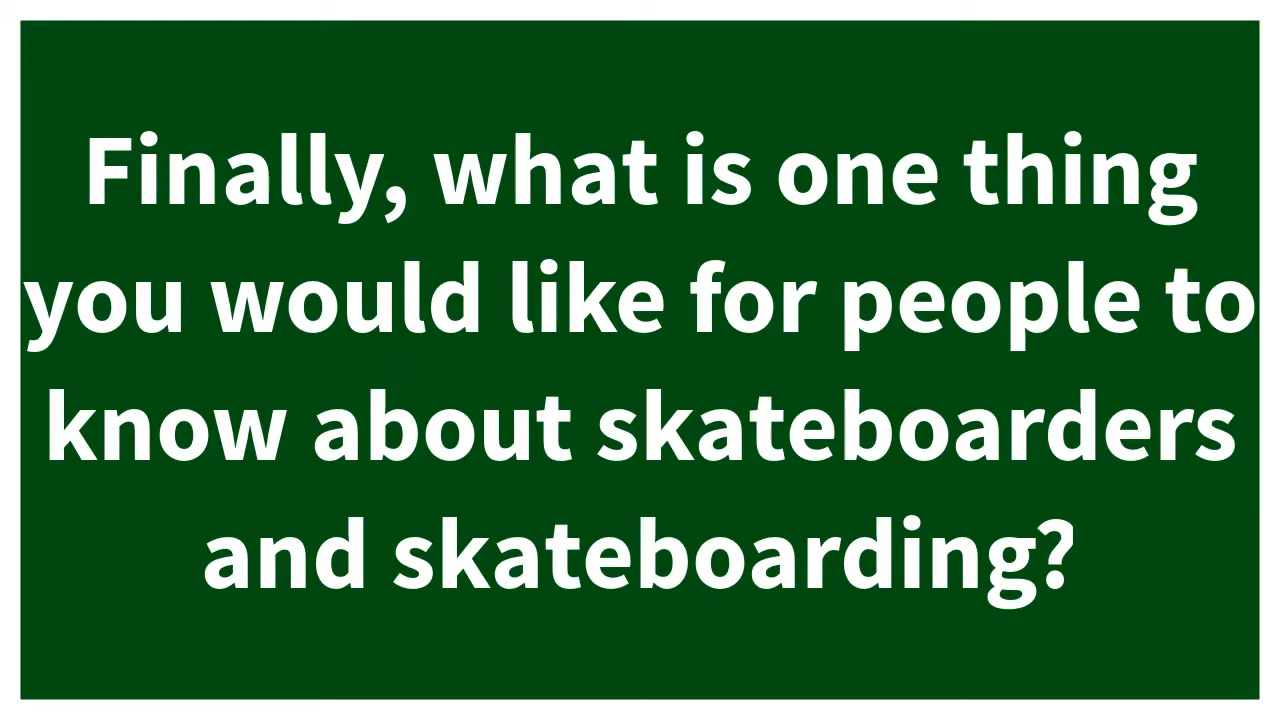 Finally, what is one thing
you would like for people to
know about skateboarders
and skateboarding?